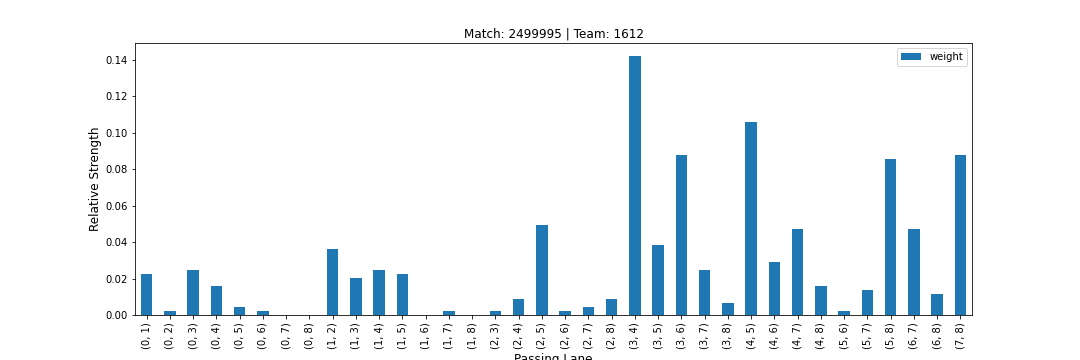 Match: 2499995 | Team: 1612
weight
Relative Strength
0.14
0.12
0.10
0.08
0.06
0.04
0.02
0.00
(0, 1) (0, 2) (0, 3) (0, 4) (0, 5) (0, 6) (0, 7) (0, 8) (1, 2) (1, 3) (1, 4) (1, 5) (1, 6) (1, 7) (1, 8) (2, 3) (2, 4) (2, 5) (2, 6) (2, 7) (2, 8) (3, 4) (3, 5) (3, 6) (3, 7) (3, 8) (4, 5) (4, 6) (4, 7) (4, 8) (5, 6) (5, 7) (5, 8) (6, 7) (6, 8) (7, 8)
Passing Lane